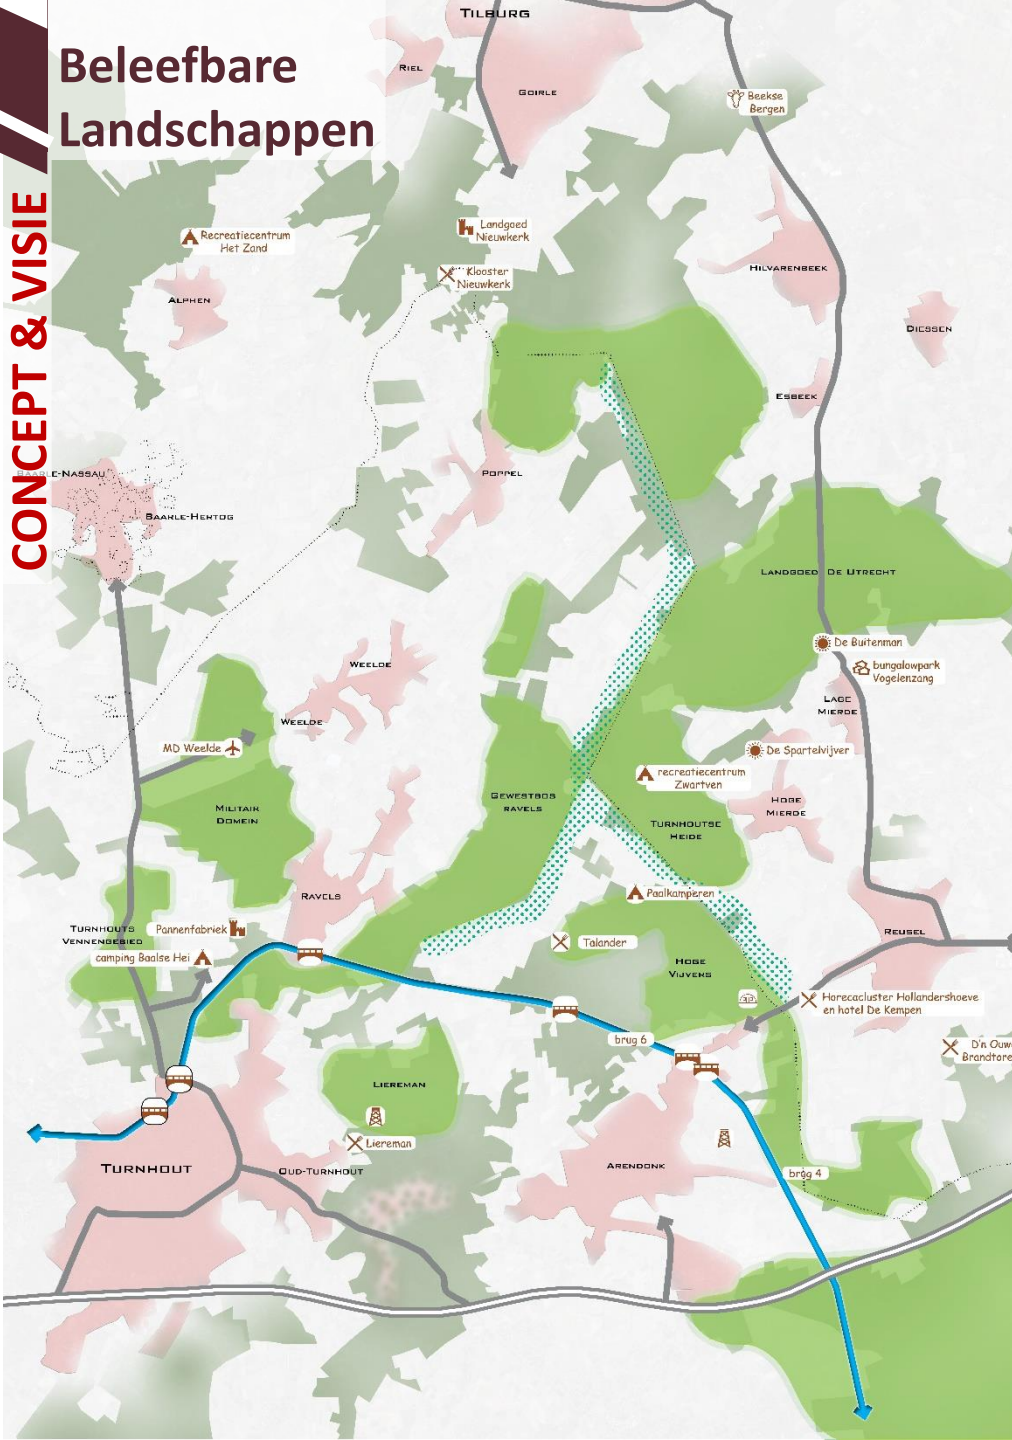 Beleefbare
Landschappen
CONCEPT & VISIE
TILBURG
RIEL
GOIRLE
Beekse
Bergen
Landgoed
Nieuwkerk
Recreatiecentrum
Het Zand
Klooster
Nieuwkerk
HILVARENBEEK
ALPHEN
DIESSEN
ESBEEK
POPPEL
BAARLE-NASSAU
BAARLE-HERTOG
LANDGOED DE UTRECHT
De Buitenman
bungalowpark
Vogelenzang
WEELDE
LAGE
MIERDE
WEELDE
MD Weelde
De Spartelvijver
recreatiecentrum
Zwartven
GEWESTBOS
RAVELS
HOGE
MIERDE
MILITAIR
DOMEIN
TURNHOUTSE
HEIDE
RAVELS
Paalkamperen
TURNHOUTS
VENNENGEBIED
Pannenfabriek
REUSEL
Talander
camping Baalse Hei
HOGE
VIJVERS
Horecacluster Hollandershoeve
en hotel De Kempen
brug 6
D'n Ouwe
Brandtore
LIEREMAN
Liereman
TURNHOUT
OUD-TURNHOUT
ARENDONK
brug 4